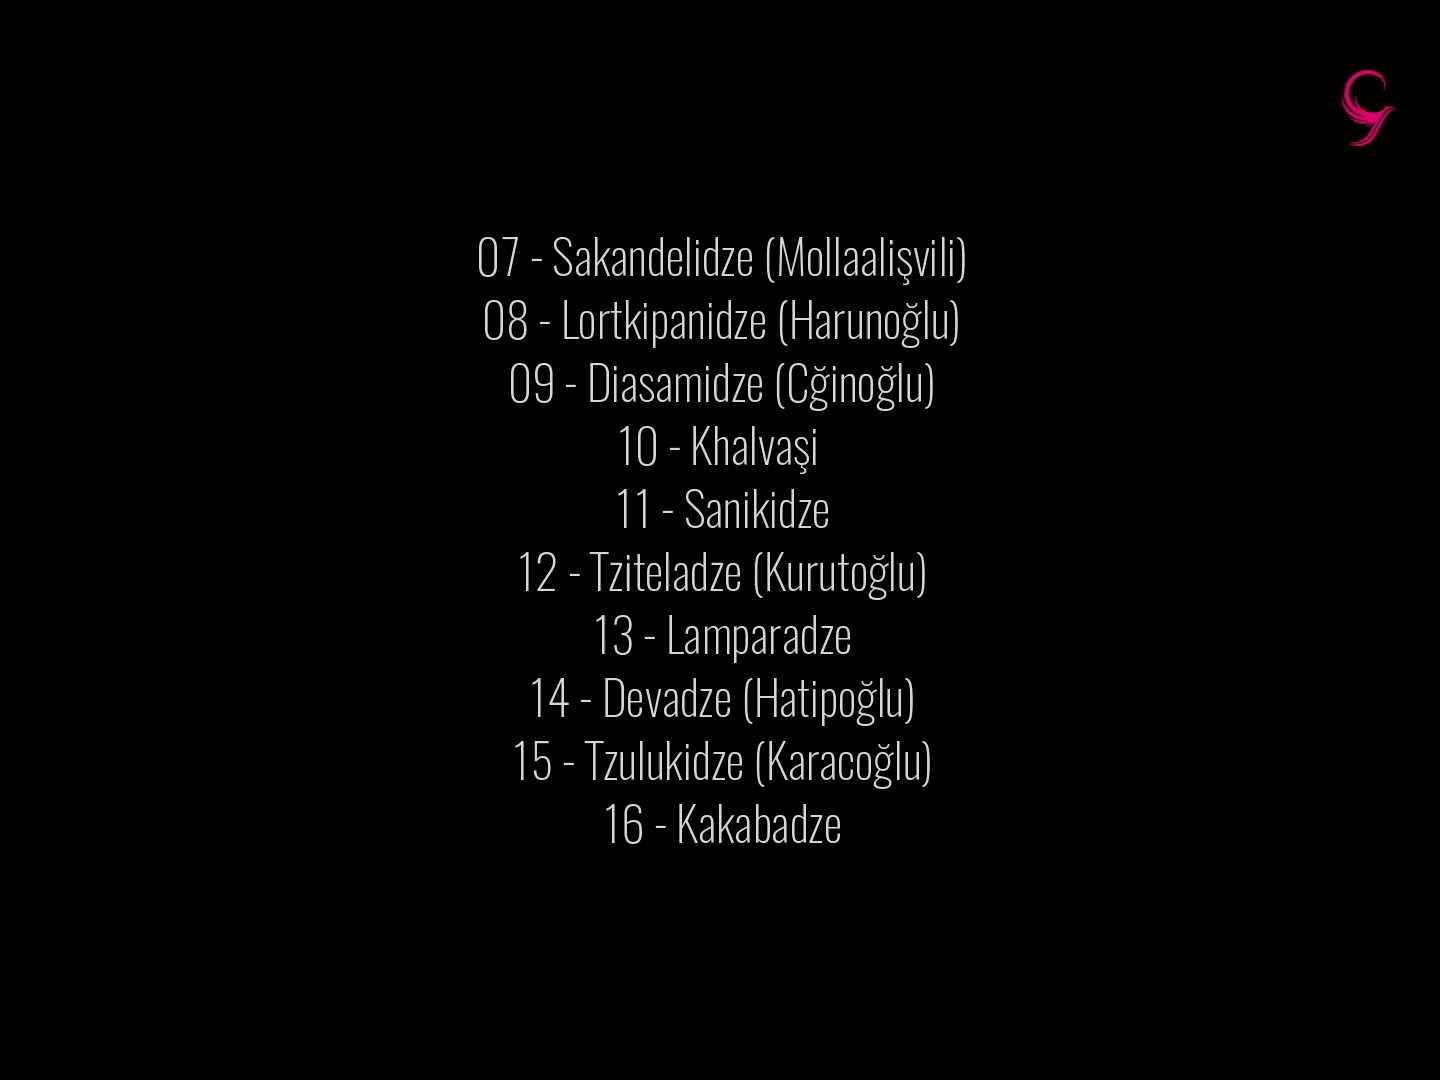 07 - Sakandelidze (Mollaalişvili)
08 - Lortkipanidze (Harunoğlu)
09 - Diasamidze (Cğinoğlu)
10 - Khalvaşi
11 - Sanikidze
12 - Tziteladze (Kurutoğlu)
13 - Lamparadze
14 - Devadze (Hatipoğlu)
15 - Tzulukidze (Karacoğlu)
16 - Kakabadze